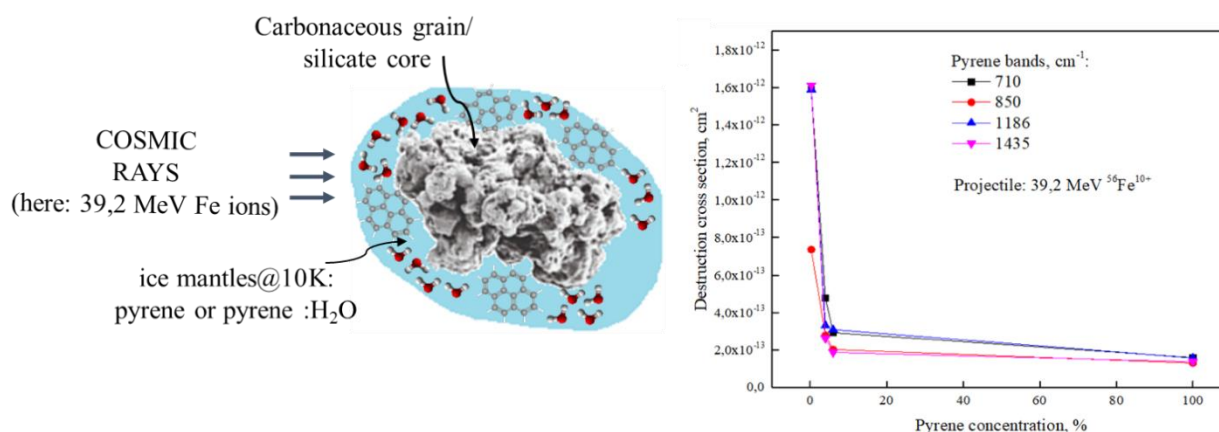 Carbonaceous grain/
silicate core
COSMIC
RAYS
(here: 39,2 MeV Fe ions)
ice mantles@10K:
pyrene or pyrene :H₂O
Destruction cross section, cm²
1,8x10⁻¹²
1,6x10⁻¹²
1,4x10⁻¹²
1,2x10⁻¹²
1,0x10⁻¹²
8,0x10⁻¹³
6,0x10⁻¹³
4,0x10⁻¹³
2,0x10⁻¹³
0,0
Pyrene bands, cm⁻¹:
710
850
1186
1435
Projectile: 39,2 MeV ⁵⁶Fe¹⁰⁺
0 20 40 60 80 100
Pyrene concentration, %